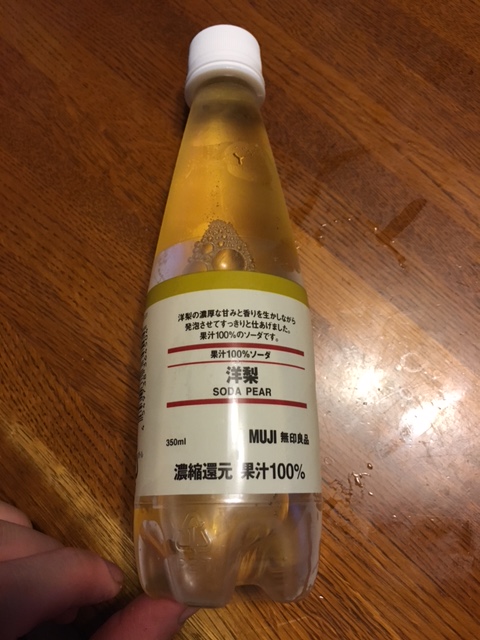 洋梨の濃厚な甘みと香りを生かしながら
発泡させてすっきりと仕あげました。
果汁100%のソーダです。
果汁100%ソーダ
洋梨
SODA PEAR
350ml
MUJI 無印良品
濃縮還元 果汁100%